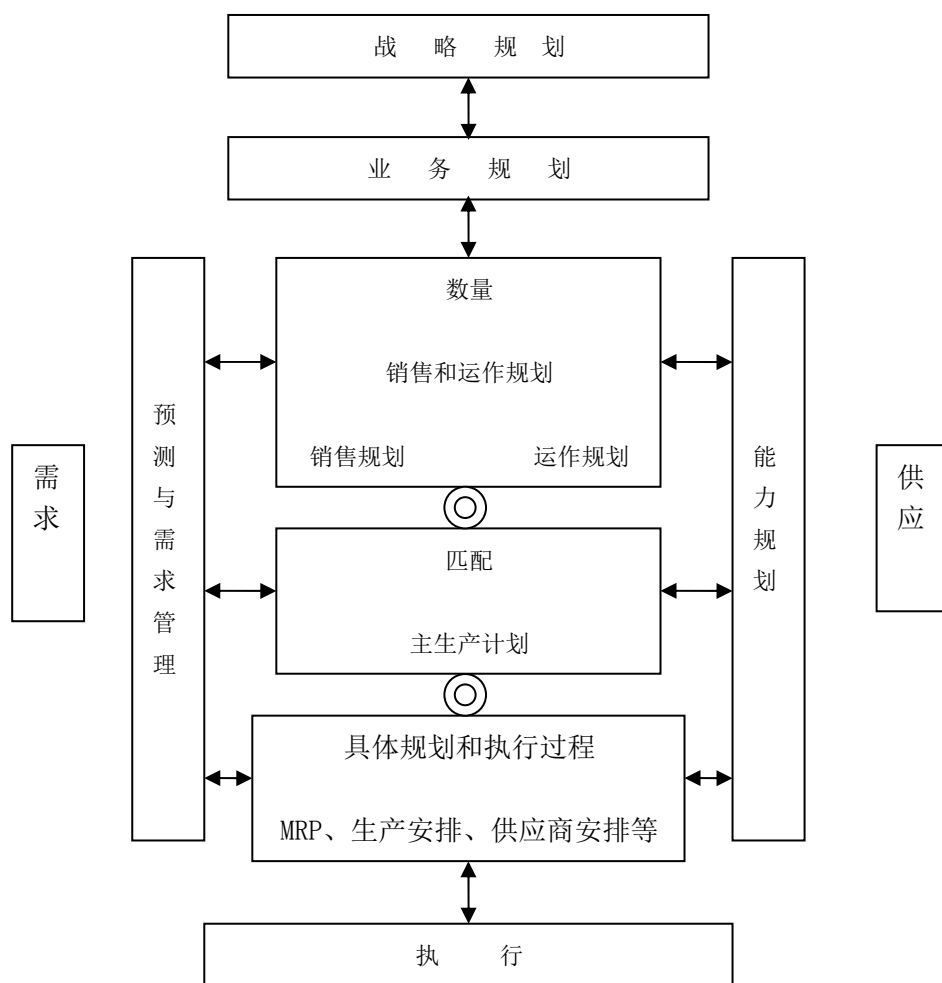 战 略 规 划
业 务 规 划
数量
销售和运作规划
销售规划 运作规划
预测与需求管理
需求
能力规划
供应
匹配
主生产计划
具体规划和执行过程
MRP、生产安排、供应商安排等
执 行